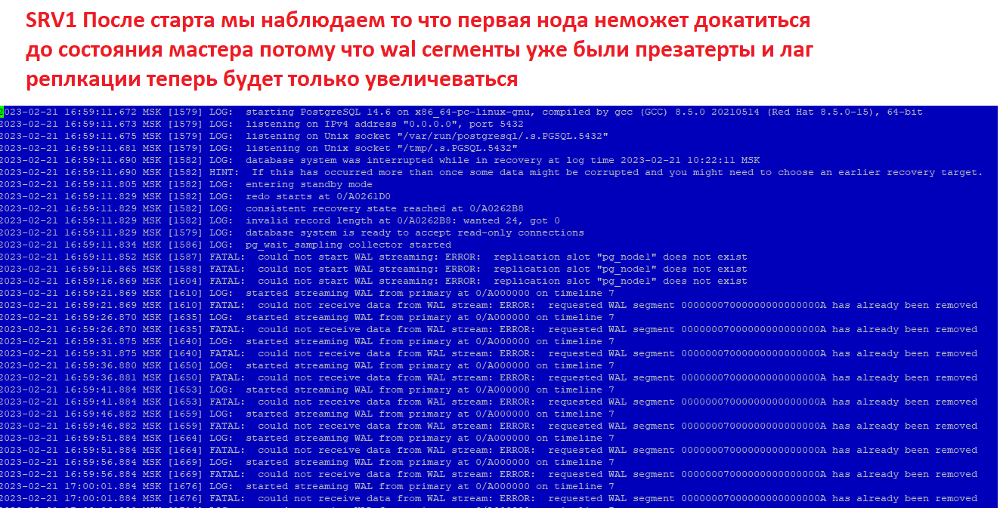 SRV1 После старта мы наблюдаем то что первая нода неможет докатиться
до состояния мастера потому что wal сегменты уже были презатерты и лаг
реплкации теперь будет только увеличеваться
2023-02-21 16:59:11.672 MSK [1579] LOG:  starting PostgreSQL 14.6 on x86_64-pc-linux-gnu, compiled by gcc (GCC) 8.5.0 20210514 (Red Hat 8.5.0-15), 64-bit
2023-02-21 16:59:11.673 MSK [1579] LOG:  listening on IPv4 address "0.0.0.0", port 5432
2023-02-21 16:59:11.675 MSK [1579] LOG:  listening on Unix socket "/var/run/postgresql/.s.PGSQL.5432"
2023-02-21 16:59:11.681 MSK [1579] LOG:  listening on Unix socket "/tmp/.s.PGSQL.5432"
2023-02-21 16:59:11.690 MSK [1582] LOG:  database system was interrupted while in recovery at log time 2023-02-21 10:22:11 MSK
2023-02-21 16:59:11.690 MSK [1582] HINT:  If this has occurred more than once some data might be corrupted and you might need to choose an earlier recovery target.
2023-02-21 16:59:11.805 MSK [1582] LOG:  entering standby mode
2023-02-21 16:59:11.829 MSK [1582] LOG:  redo starts at 0/A0261D0
2023-02-21 16:59:11.829 MSK [1582] LOG:  consistent recovery state reached at 0/A0262B8
2023-02-21 16:59:11.829 MSK [1582] LOG:  invalid record length at 0/A0262B8: wanted 24, got 0
2023-02-21 16:59:11.829 MSK [1579] LOG:  database system is ready to accept read-only connections
2023-02-21 16:59:11.834 MSK [1586] LOG:  pg_wait_sampling collector started
2023-02-21 16:59:11.852 MSK [1587] FATAL:  could not start WAL streaming: ERROR:  replication slot "pg_node1" does not exist
2023-02-21 16:59:11.865 MSK [1588] FATAL:  could not start WAL streaming: ERROR:  replication slot "pg_node1" does not exist
2023-02-21 16:59:16.869 MSK [1604] FATAL:  could not start WAL streaming: ERROR:  replication slot "pg_node1" does not exist
2023-02-21 16:59:21.869 MSK [1610] LOG:  started streaming WAL from primary at 0/A000000 on timeline 7
2023-02-21 16:59:21.869 MSK [1610] FATAL:  could not receive data from WAL stream: ERROR:  requested WAL segment 00000007000000000000000A has already been removed
2023-02-21 16:59:26.870 MSK [1635] LOG:  started streaming WAL from primary at 0/A000000 on timeline 7
2023-02-21 16:59:26.870 MSK [1635] FATAL:  could not receive data from WAL stream: ERROR:  requested WAL segment 00000007000000000000000A has already been removed
2023-02-21 16:59:31.875 MSK [1640] LOG:  started streaming WAL from primary at 0/A000000 on timeline 7
2023-02-21 16:59:31.875 MSK [1640] FATAL:  could not receive data from WAL stream: ERROR:  requested WAL segment 00000007000000000000000A has already been removed
2023-02-21 16:59:36.880 MSK [1650] LOG:  started streaming WAL from primary at 0/A000000 on timeline 7
2023-02-21 16:59:36.881 MSK [1650] FATAL:  could not receive data from WAL stream: ERROR:  requested WAL segment 00000007000000000000000A has already been removed
2023-02-21 16:59:41.884 MSK [1653] LOG:  started streaming WAL from primary at 0/A000000 on timeline 7
2023-02-21 16:59:41.884 MSK [1653] FATAL:  could not receive data from WAL stream: ERROR:  requested WAL segment 00000007000000000000000A has already been removed
2023-02-21 16:59:46.882 MSK [1659] LOG:  started streaming WAL from primary at 0/A000000 on timeline 7
2023-02-21 16:59:46.882 MSK [1659] FATAL:  could not receive data from WAL stream: ERROR:  requested WAL segment 00000007000000000000000A has already been removed
2023-02-21 16:59:51.884 MSK [1664] LOG:  started streaming WAL from primary at 0/A000000 on timeline 7
2023-02-21 16:59:51.884 MSK [1664] FATAL:  could not receive data from WAL stream: ERROR:  requested WAL segment 00000007000000000000000A has already been removed
2023-02-21 16:59:56.884 MSK [1669] LOG:  started streaming WAL from primary at 0/A000000 on timeline 7
2023-02-21 16:59:56.884 MSK [1669] FATAL:  could not receive data from WAL stream: ERROR:  requested WAL segment 00000007000000000000000A has already been removed
2023-02-21 17:00:01.884 MSK [1676] LOG:  started streaming WAL from primary at 0/A000000 on timeline 7
2023-02-21 17:00:01.884 MSK [1676] FATAL:  could not receive data from WAL stream: ERROR:  requested WAL segment 00000007000000000000000A has already been removed